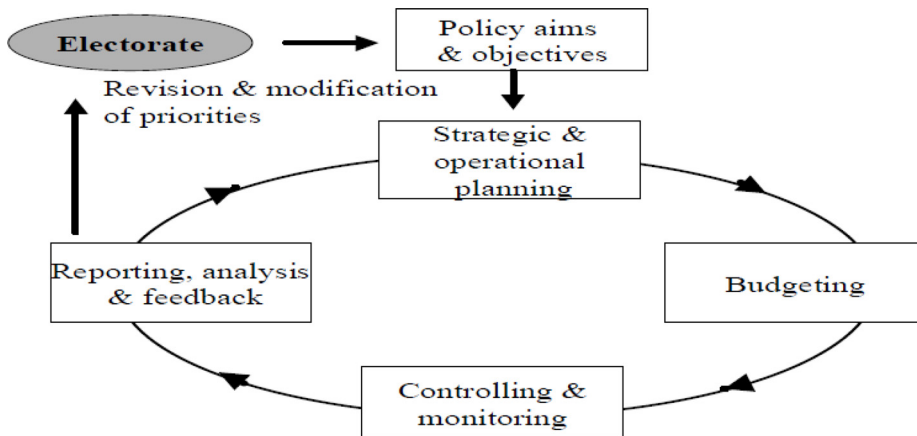 Electorate
Policy aims
& objectives
Revision & modification
of priorities
Strategic &
operational
planning
Reporting, analysis
& feedback
Budgeting
Controlling &
monitoring